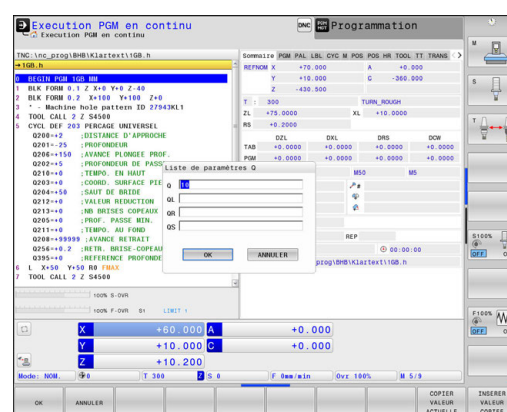 Execution PGM en continu
Execution PGM en continu
DNC
Programmation
TNC:\nc_prog\BHB\Klartext\1GB.h
→1GB.h
0 BEGIN PGM 1GB MM
1 BLK FORM 0.1 Z X+0 Y+0 Z-40
2 BLK FORM 0.2 X+100 Y+100 Z+0
3 * - Machine hole pattern ID 27943KL1
4 TOOL CALL 2 Z S4500
5 CYCL DEF 203 PERCAGE UNIVERSEL
Q200=+2 ;DISTANCE D'APPROCHE
Q201=-25 ;PROFONDEUR
Q206=+150 ;AVANCE PLONGEE PROF.
Q202=+5 ;PROFONDEUR DE PASS
Q210=+0 ;TEMPO. EN HAUT
Q203=+0 ;COORD. SURFACE PIE
Q204=+50 ;SAUT DE BRIDE
Q212=+0 ;VALEUR REDUCTION
Q213=+0 ;NB BRISES COPEAUX
Q205=+0 ;PROF. PASSE MIN.
Q211=+0 ;TEMPO. AU FOND
Q208=+99999 ;AVANCE RETRAIT
Q256=+0.2 ;RETR. BRISE-COPEAU
Q395=+0 ;REFERENCE PROFONDE
6 L X+50 Y+50 R0 FMAX
7 TOOL CALL 2 Z S4500
100% S-OVR
100% F-OVR S1 LIMIT 1
Sommaire PGM PAL LBL CYC M POS POS HR TOOL TT TRANS
REFNOM X +70.000 A +0.000
Y +10.000 C -360.000
Z -430.500
T : 300 TURN_ROUGH
ZL +75.0000 XL +10.0000
RS +0.2000
DZL DXL DRS DCW
TAB +0.0000 +0.0000 +0.0000 +0.0000
PGM +0.0000 +0.0000 +0.0000 +0.0000
M50 M5
REP
00:00:00
prog\BHB\Klartext\1GB.h
Liste de paramètres Q
Q 10
QL
QR
QS
OK ANNULER
X +60.000 A +0.000
Y +10.000 C +0.000
Z +10.200
Mode: NOM. 0 T 300 Z S 0 F 0mm/min Ovr 100% M 5/9
OK
ANNULER
COPIER
VALEUR
ACTUELLE
INSERER
VALEUR
COPIEE
M
S
T
S100%
OFF
F100%
OFF